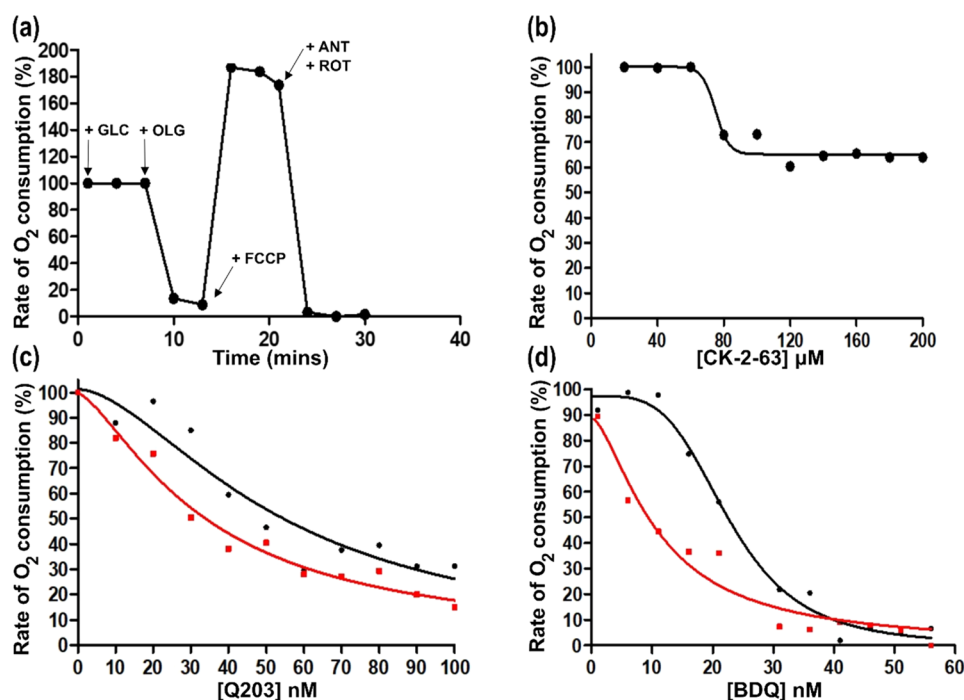 (a)
Rate of O2 consumption (%)
200
180
160
140
120
100
80
60
40
20
0
+ GLC
+ OLG
+ FCCP
+ ANT
+ ROT
0 10 20 30 40
Time (mins)
(b)
Rate of O2 consumption (%)
100
90
80
70
60
50
40
30
20
10
0
0 40 80 120 160 200
[CK-2-63] µM
(c)
Rate of O2 consumption (%)
100
90
80
70
60
50
40
30
20
10
0
0 10 20 30 40 50 60 70 80 90 100
[Q203] nM
(d)
Rate of O2 consumption (%)
100
90
80
70
60
50
40
30
20
10
0
0 10 20 30 40 50 60
[BDQ] nM